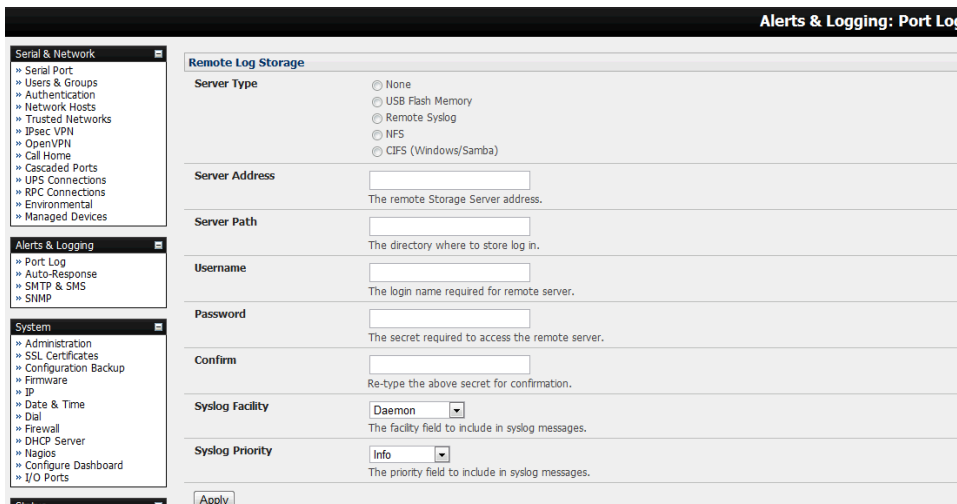 Alerts & Logging: Port Log
Serial & Network
» Serial Port
» Users & Groups
» Authentication
» Network Hosts
» Trusted Networks
» IPsec VPN
» OpenVPN
» Call Home
» Cascaded Ports
» UPS Connections
» RPC Connections
» Environmental
» Managed Devices
Alerts & Logging
» Port Log
» Auto-Response
» SMTP & SMS
» SNMP
System
» Administration
» SSL Certificates
» Configuration Backup
» Firmware
» IP
» Date & Time
» Dial
» Firewall
» DHCP Server
» Nagios
» Configure Dashboard
» I/O Ports
Remote Log Storage
Server Type
None
USB Flash Memory
Remote Syslog
NFS
CIFS (Windows/Samba)
Server Address
The remote Storage Server address.
Server Path
The directory where to store log in.
Username
The login name required for remote server.
Password
The secret required to access the remote server.
Confirm
Re-type the above secret for confirmation.
Syslog Facility
Daemon
The facility field to include in syslog messages.
Syslog Priority
Info
The priority field to include in syslog messages.
Apply